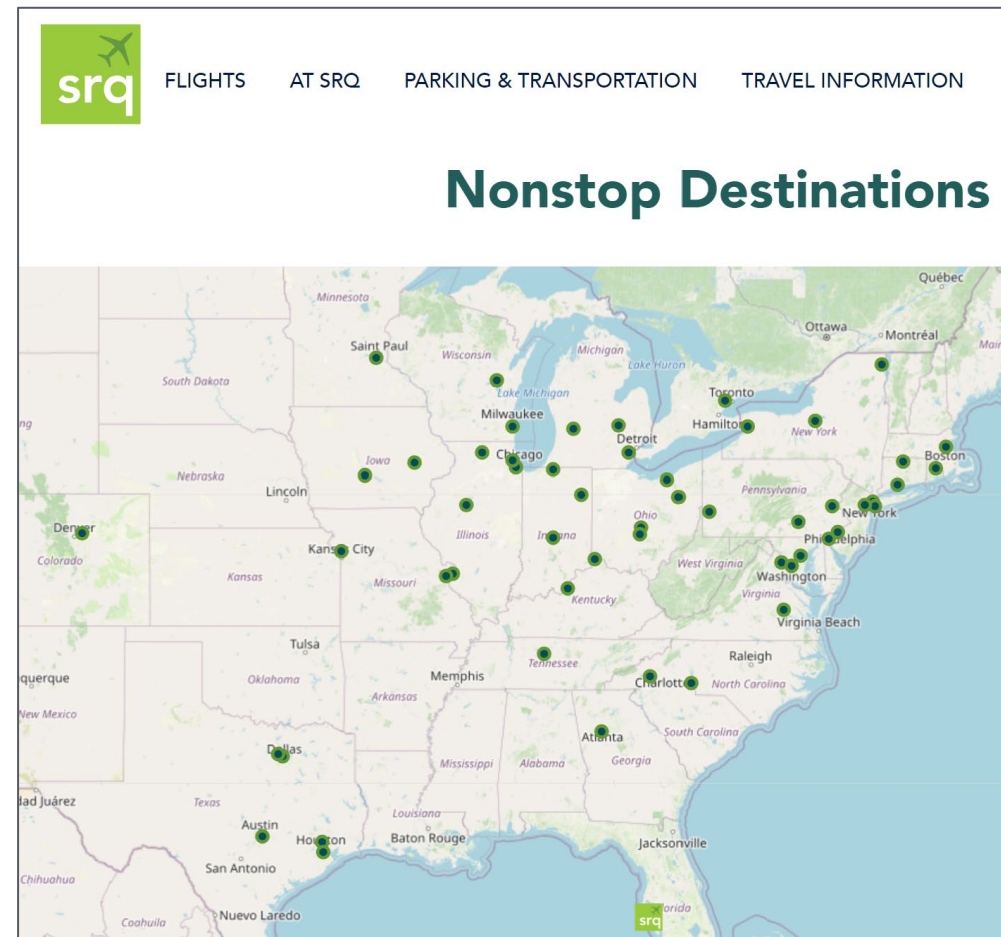 srq
FLIGHTS AT SRQ PARKING & TRANSPORTATION TRAVEL INFORMATION
Nonstop Destinations
Québec
Minnesota
Ottawa
Montréal
Saint Paul
Wisconsin
Michigan
Lake Huron
South Dakota
Lake Michigan
Toronto
Milwaukee
Hamilton
New York
Detroit
Boston
Iowa
Chicago
Nebraska
Lincoln
Pennsylvania
New York
Denver
Illinois
Indiana
Ohio
Philadelphia
Colorado
Kansas City
Kansas
Missouri
West Virginia
Washington
Kentucky
Virginia
Virginia Beach
Tulsa
Raleigh
querque
Oklahoma
Memphis
Tennessee
Charlotte
North Carolina
New Mexico
Arkansas
Dallas
Atlanta
South Carolina
Mississippi
Alabama
Georgia
dad Juárez
Texas
Louisiana
Austin
Houston
Baton Rouge
Jacksonville
San Antonio
Chihuahua
Nuevo Laredo
srq
orida
Coahuila